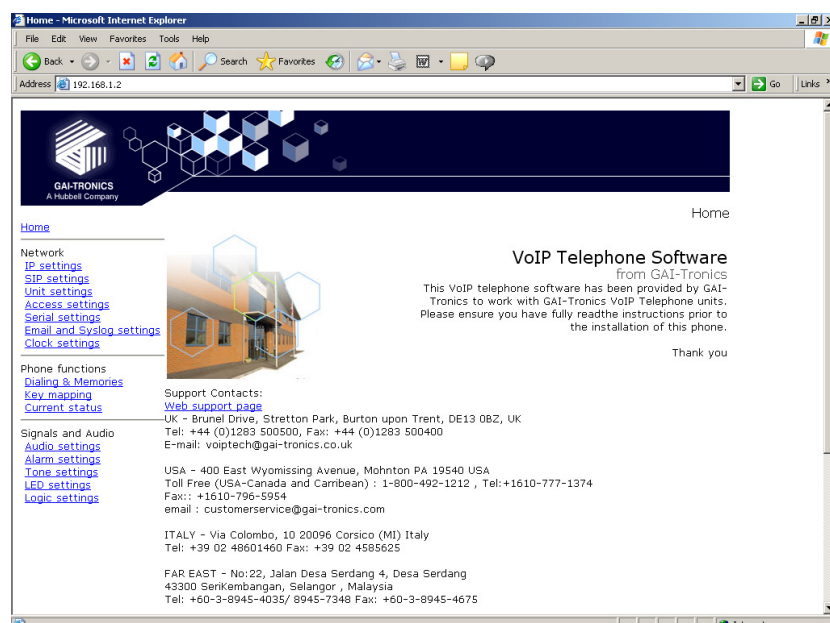 Home - Microsoft Internet Explorer
File Edit View Favorites Tools Help
Back Search Favorites
Address 192.168.1.2 Go Links
GAI-TRONICS
A Hubbell Company
Home
Home
Network
IP settings
SIP settings
Unit settings
Access settings
Serial settings
Email and Syslog settings
Clock settings
Phone functions
Dialing & Memories
Key mapping
Current status
Signals and Audio
Audio settings
Alarm settings
Tone settings
LED settings
Logic settings
VoIP Telephone Software
from GAI-Tronics
This VoIP telephone software has been provided by GAI-
Tronics to work with GAI-Tronics VoIP Telephone units.
Please ensure you have fully readthe instructions prior to
the installation of this phone.
Thank you
Support Contacts:
Web support page
UK - Brunel Drive, Stretton Park, Burton upon Trent, DE13 0BZ, UK
Tel: +44 (0)1283 500500, Fax: +44 (0)1283 500400
E-mail: voiptech@gai-tronics.co.uk
USA - 400 East Wyomissing Avenue, Mohnton PA 19540 USA
Toll Free (USA-Canada and Carribean) : 1-800-492-1212 , Tel:+1610-777-1374
Fax:: +1610-796-5954
email : customerservice@gai-tronics.com
ITALY - Via Colombo, 10 20096 Corsico (MI) Italy
Tel: +39 02 48601460 Fax: +39 02 4585625
FAR EAST - No:22, Jalan Desa Serdang 4, Desa Serdang
43300 SeriKembangan, Selangor , Malaysia
Tel: +60-3-8945-4035/ 8945-7348 Fax: +60-3-8945-4675